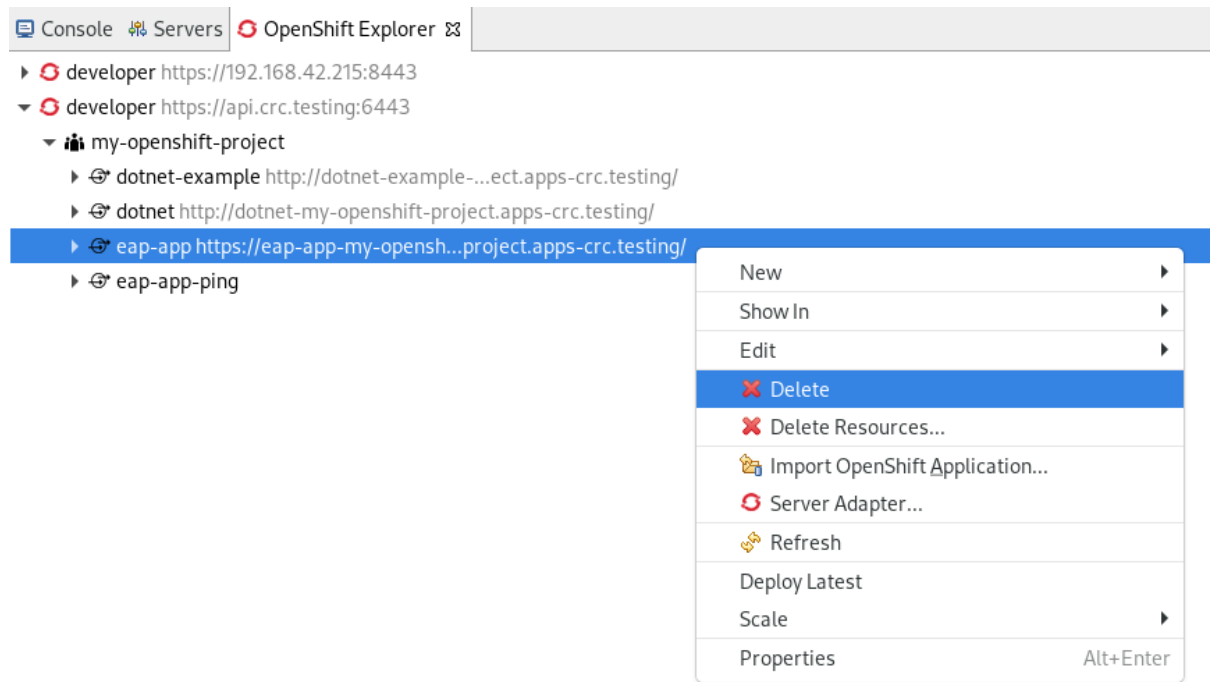 Console Servers OpenShift Explorer
developer https://192.168.42.215:8443
developer https://api.crc.testing:6443
my-openshift-project
dotnet-example http://dotnet-example-...ect.apps-crc.testing/
dotnet http://dotnet-my-openshift-project.apps-crc.testing/
eap-app https://eap-app-my-opensh...project.apps-crc.testing/
eap-app-ping
New
Show In
Edit
Delete
Delete Resources...
Import OpenShift Application...
Server Adapter...
Refresh
Deploy Latest
Scale
Properties Alt+Enter